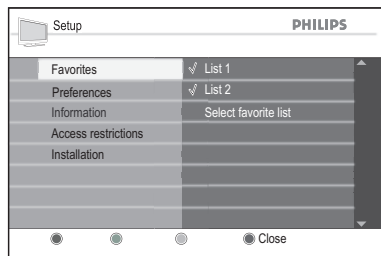 Setup
PHILIPS
Favorites
√ List 1
Preferences
√ List 2
Information
Select favorite list
Access restrictions
Installation
Close